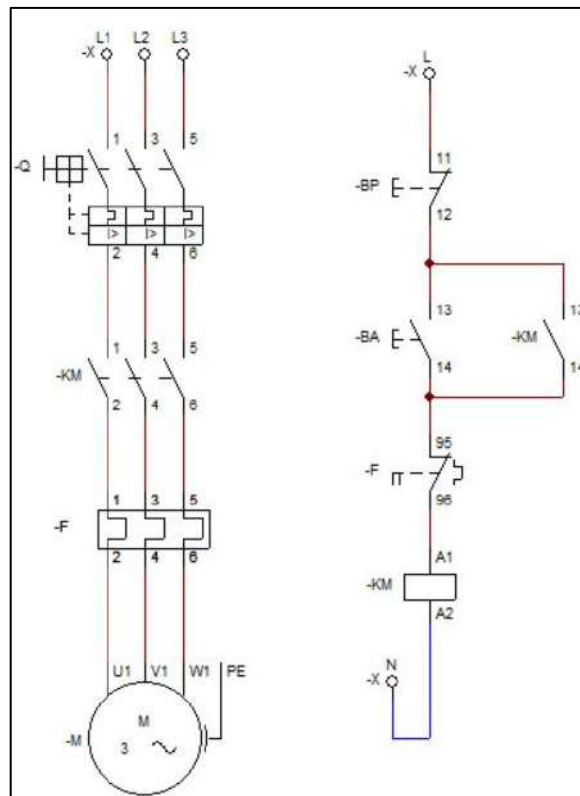 L1 L2 L3
-X
1 3 5
-Q
I> I> I>
2 4 6
1 3 5
-KM
2 4 6
1 3 5
-F
2 4 6
U1 V1 W1 PE
M
-M
3
L
-X
11
-BP
12
13 13
-BA -KM
14 14
95
-F
96
A1
-KM
A2
N
-X